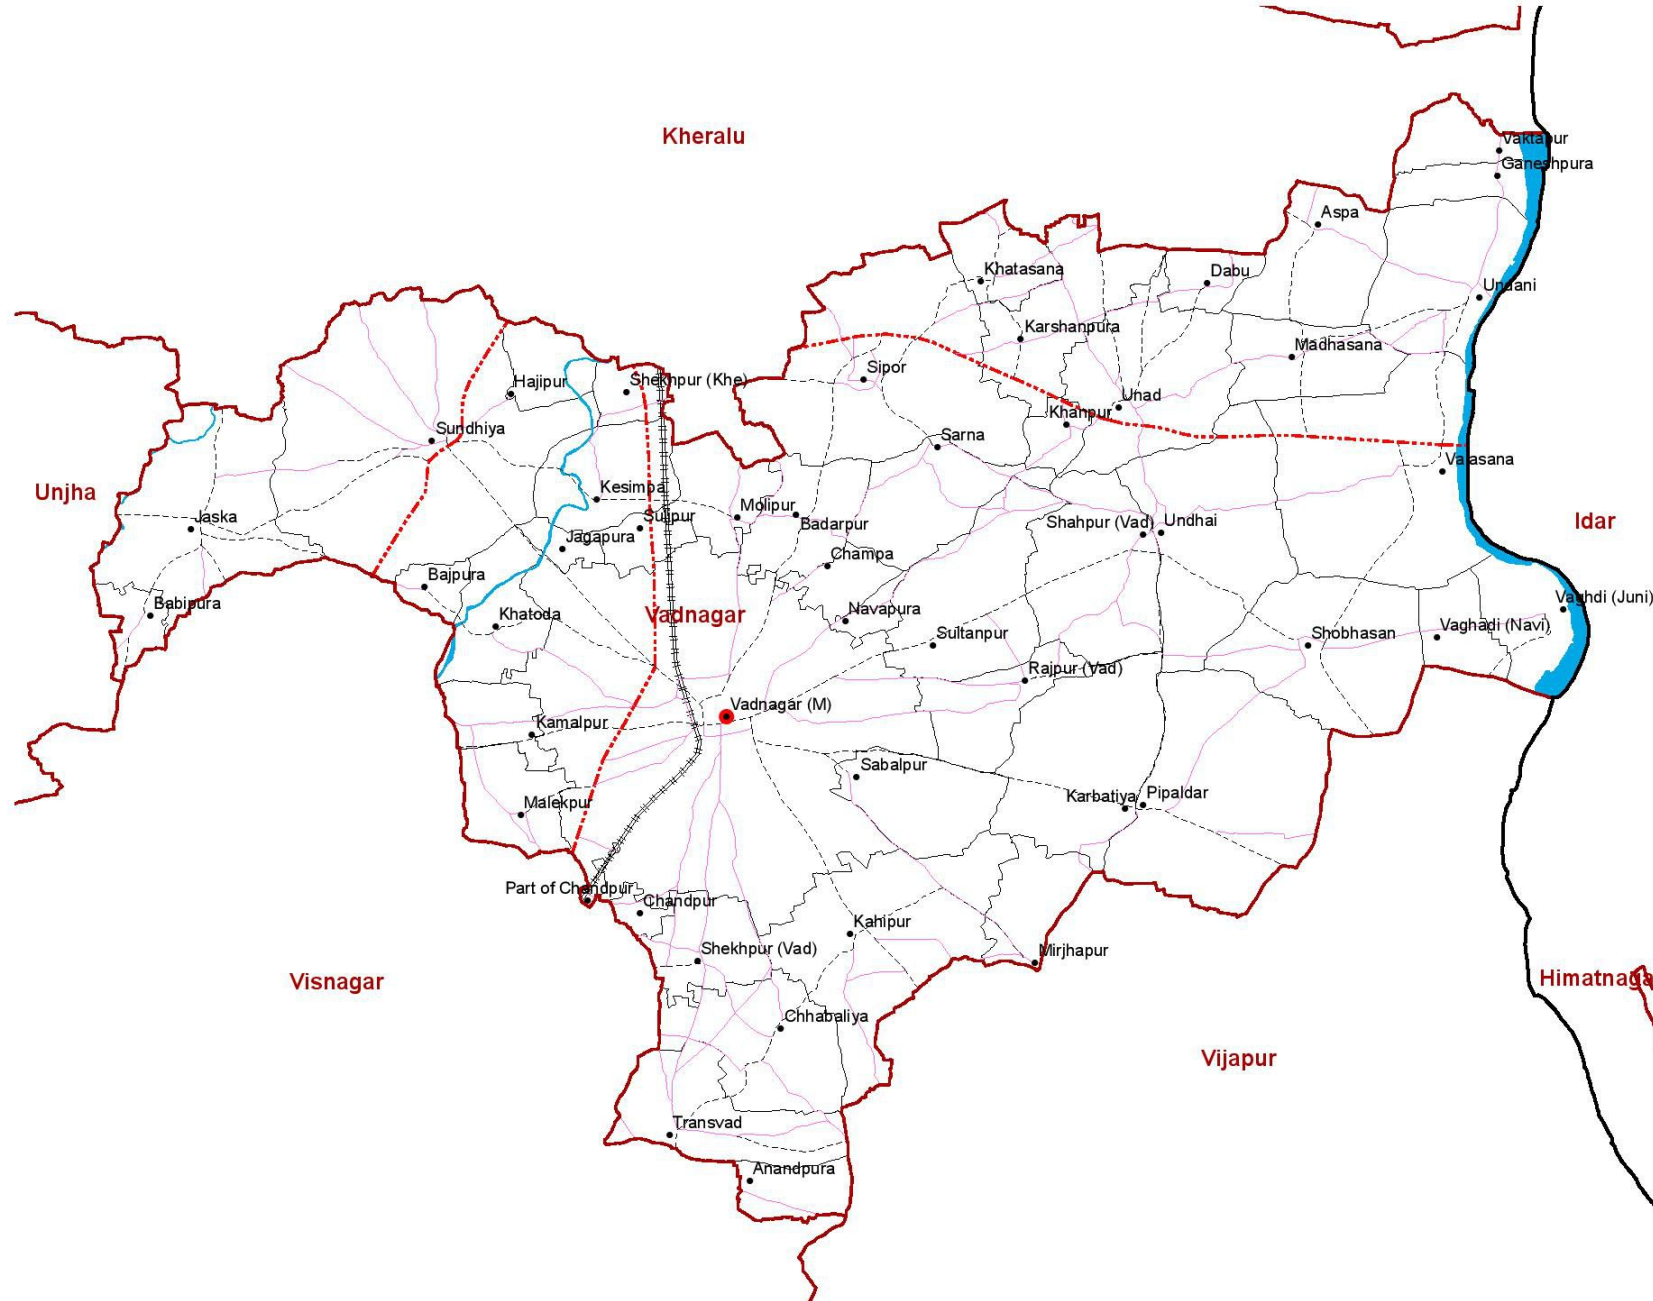 Kheralu
Vaktapur
Ganeshpura
Aspa
Khatasana
Dabu
Undani
Karshanpura
Madhasana
Sipor
Hajipur
Shekhpur (Khe)
Unad
Khanpur
Sundhiya
Sarna
Valasana
Unjha
Kesimpa
Molipur
Jaska
Sulipur
Badarpur
Shahpur (Vad)
Undhai
Idar
Jagapura
Champa
Bajpura
Babipura
Khatoda
Vadnagar
Navapura
Vaghdi (Juni)
Sultanpur
Shobhasan
Vaghadi (Navi)
Rajpur (Vad)
Vadnagar (M)
Kamalpur
Sabalpur
Malekpur
Karbatiya
Pipaldar
Part of Chandpur
Chandpur
Kahipur
Shekhpur (Vad)
Mirjhapur
Visnagar
Himatnaga
Chhabaliya
Vijapur
Transvad
Anandpura